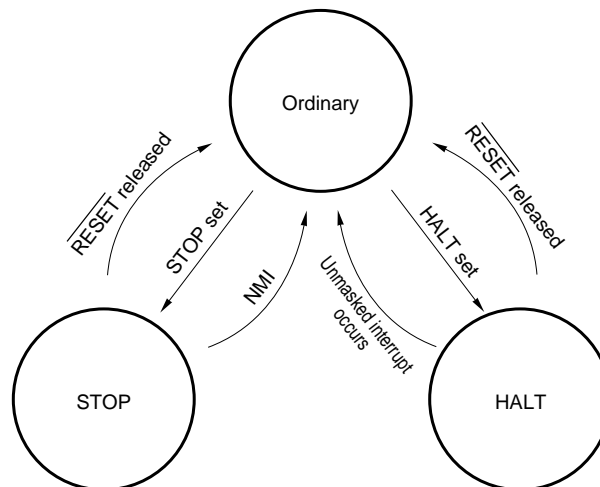 Ordinary
RESET released
RESET released
STOP set
HALT set
NMI
Unmasked interrupt
occurs
STOP
HALT